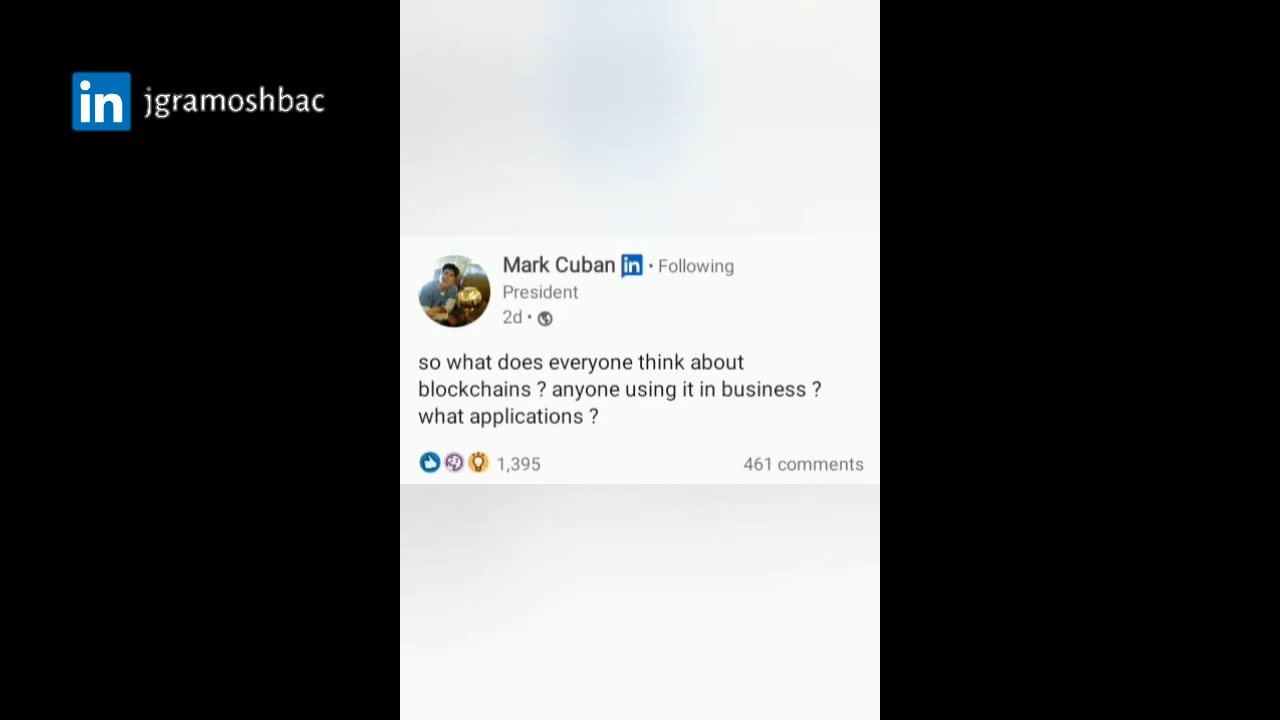 in jgramoshbac
Mark Cuban in • Following
President
2d •
so what does everyone think about
blockchains ? anyone using it in business ?
what applications ?
1,395 461 comments